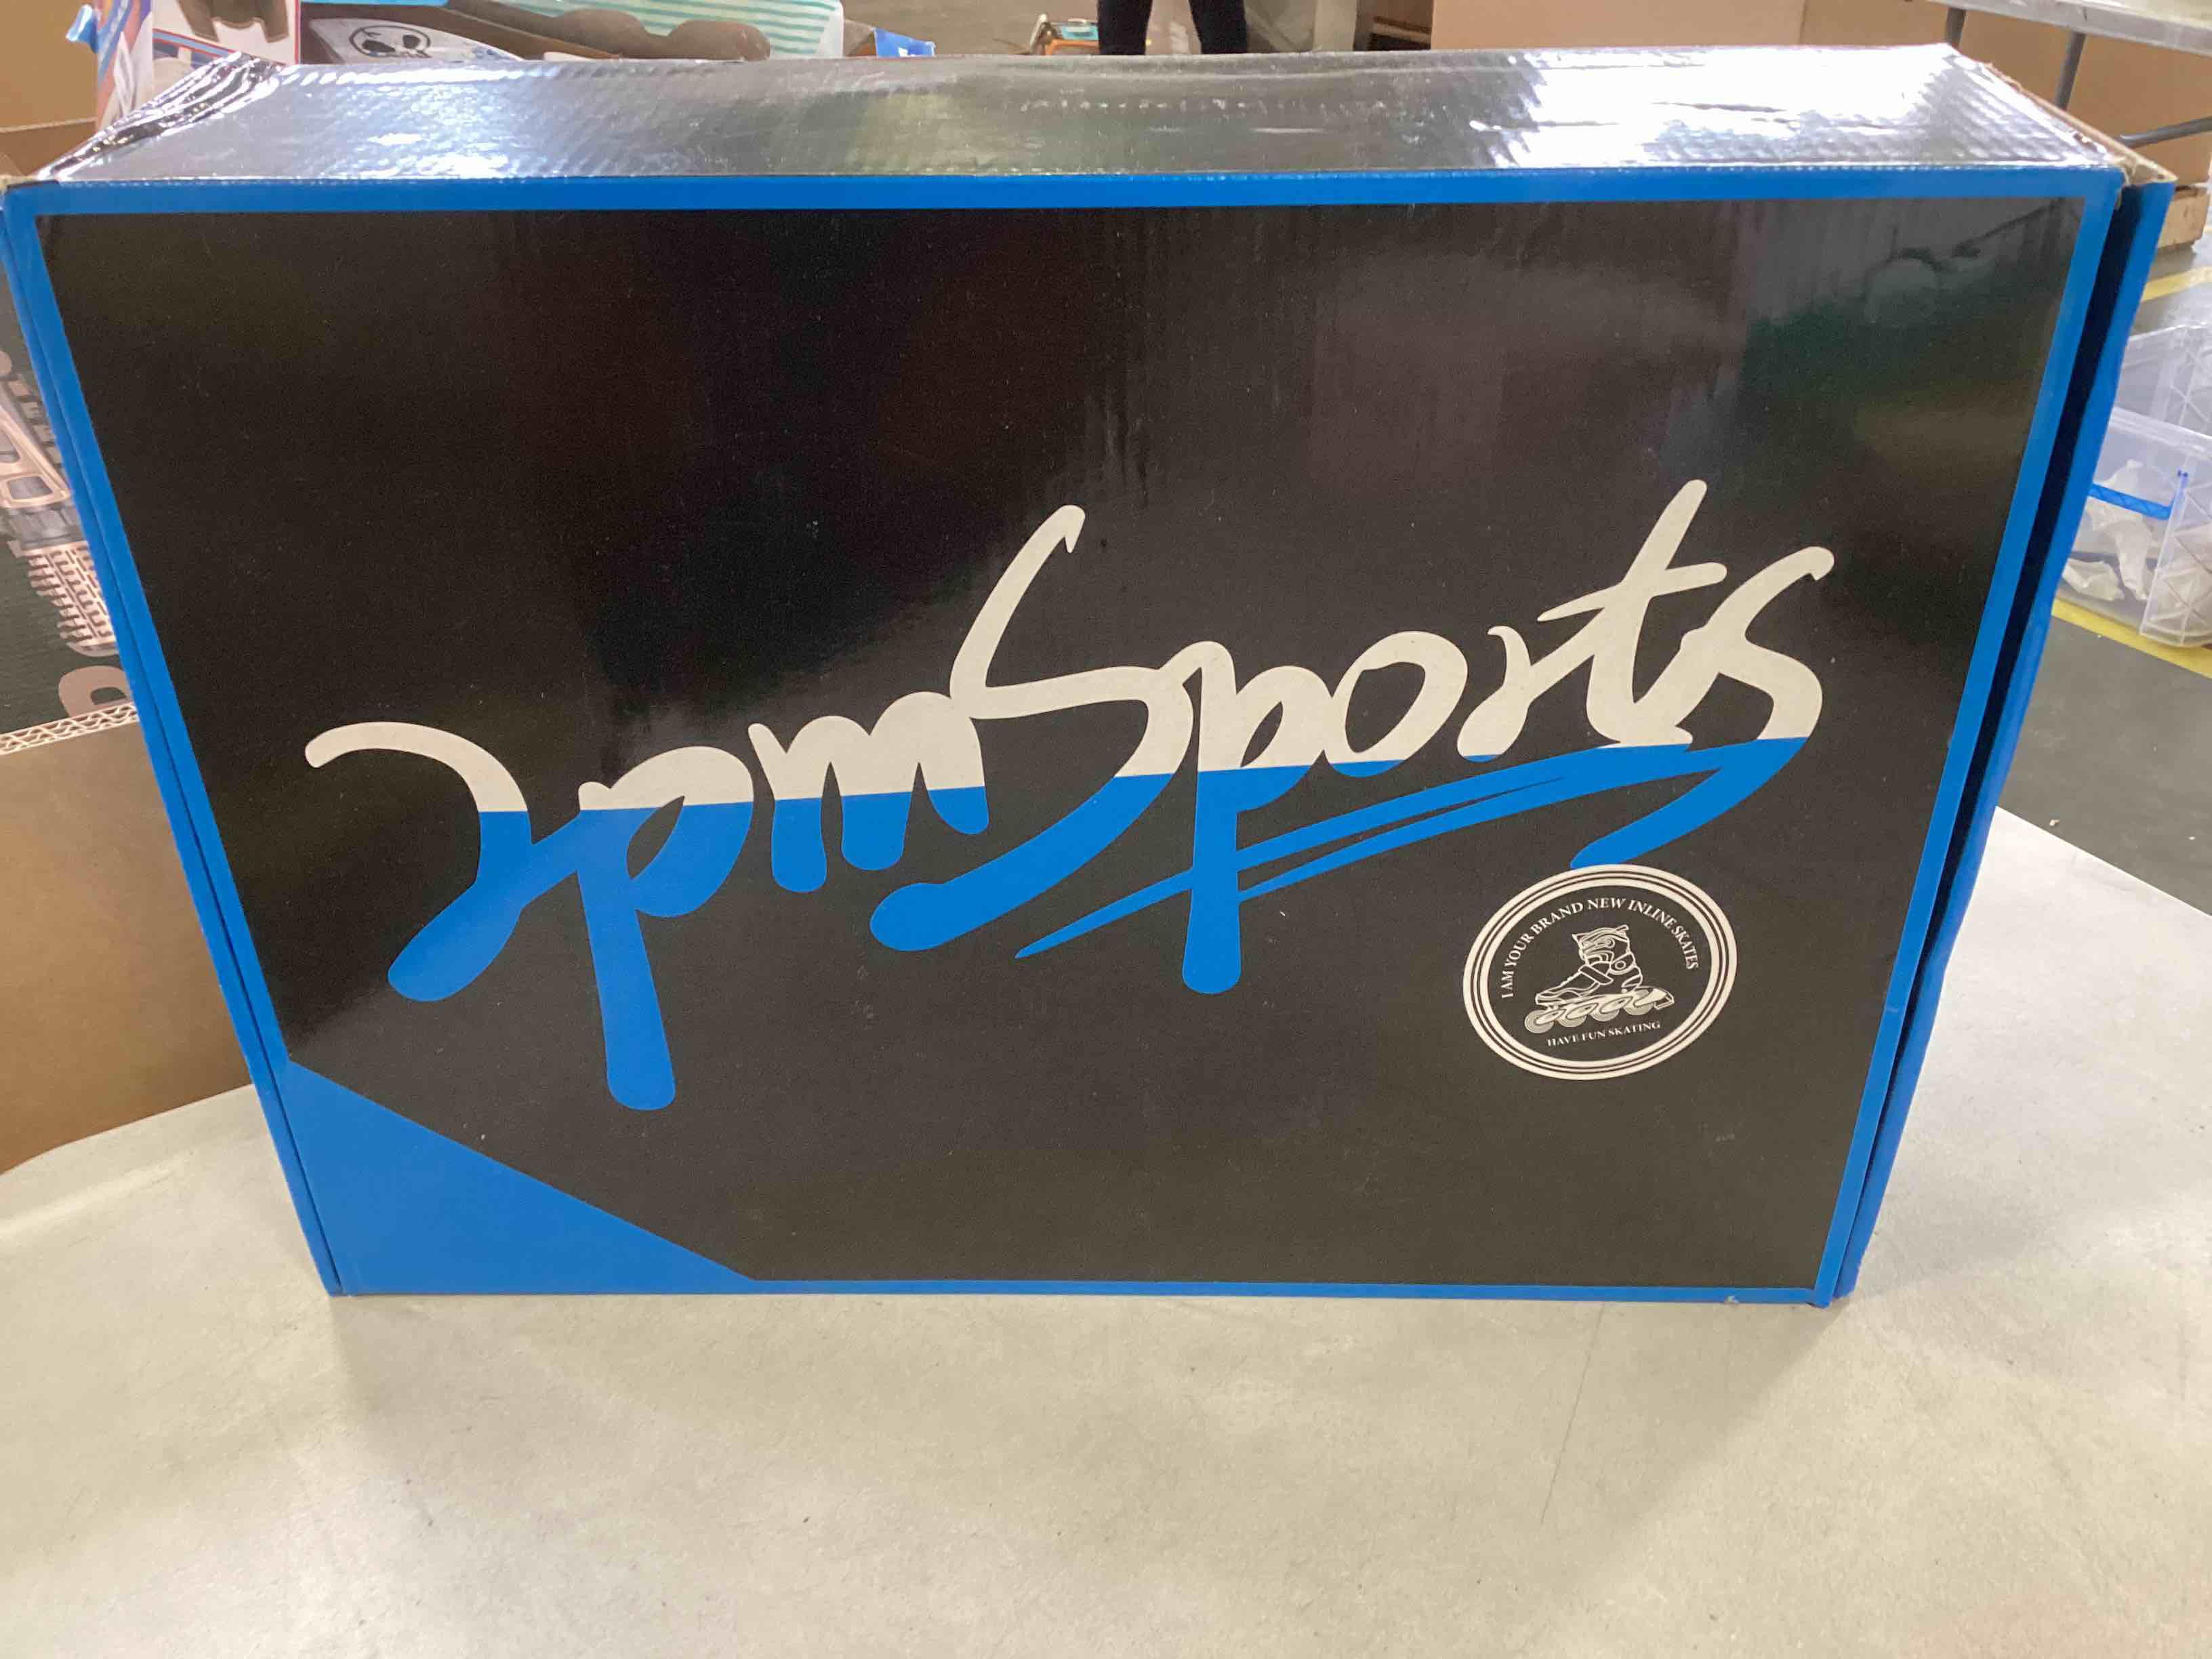 2pmSports
I AM YOUR BRAND NEW INLINE SKATES
HAVE FUN SKATING